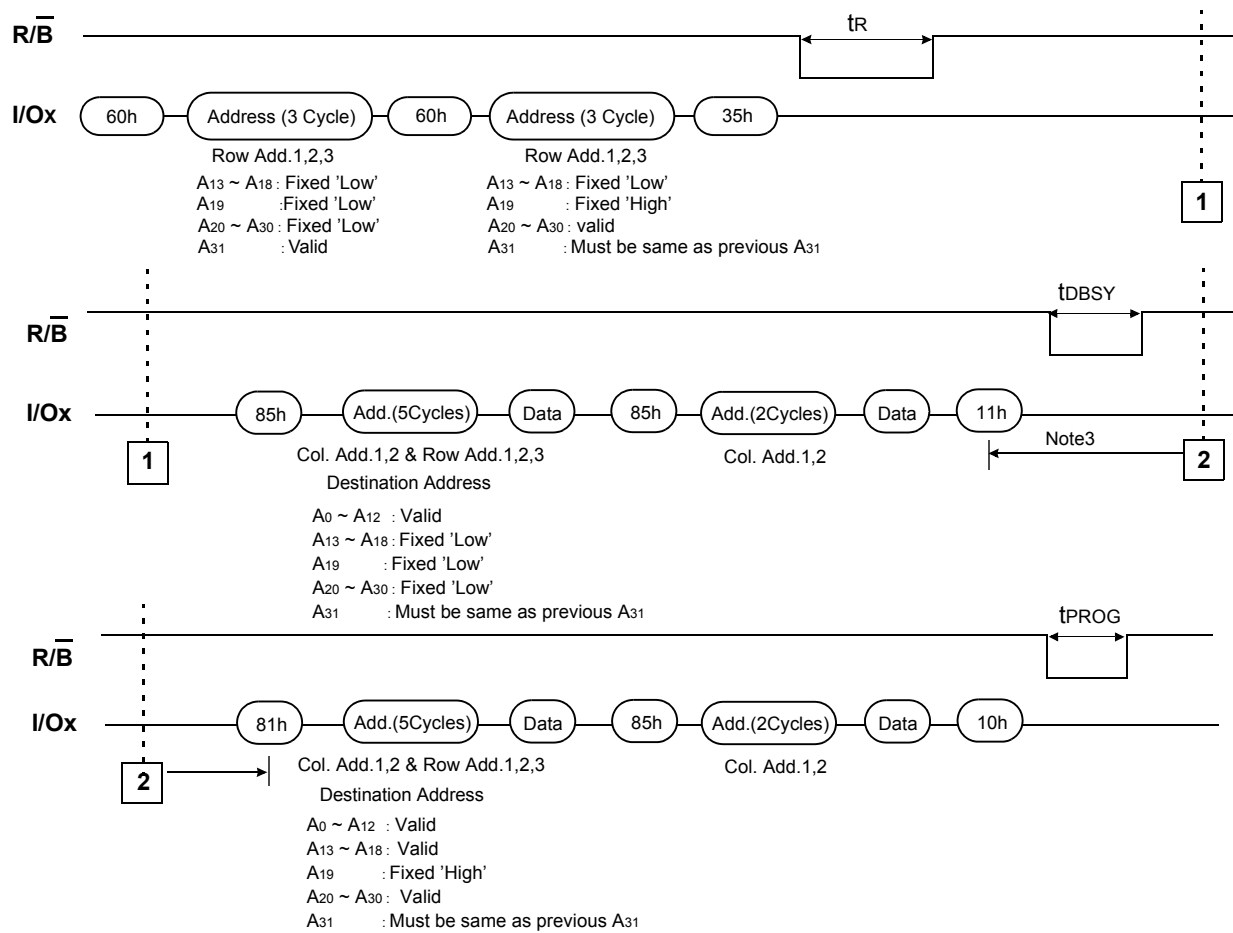 tR
R/B
I/Ox
60h Address (3 Cycle) 60h Address (3 Cycle) 35h
Row Add.1,2,3 Row Add.1,2,3
A13 ~ A18 : Fixed 'Low' A13 ~ A18 : Fixed 'Low'
A19 :Fixed 'Low' A19 : Fixed 'High'
A20 ~ A30 : Fixed 'Low' A20 ~ A30 : valid
A31 : Valid A31 : Must be same as previous A31
1
tDBSY
R/B
I/Ox
85h Add.(5Cycles) Data 85h Add.(2Cycles) Data 11h
1 Col. Add.1,2 & Row Add.1,2,3 Col. Add.1,2 Note3 2
Destination Address
A0 ~ A12 : Valid
A13 ~ A18 : Fixed 'Low'
A19 : Fixed 'Low'
A20 ~ A30 : Fixed 'Low'
A31 : Must be same as previous A31
tPROG
R/B
I/Ox
81h Add.(5Cycles) Data 85h Add.(2Cycles) Data 10h
2 Col. Add.1,2 & Row Add.1,2,3 Col. Add.1,2
Destination Address
A0 ~ A12 : Valid
A13 ~ A18 : Valid
A19 : Fixed 'High'
A20 ~ A30 : Valid
A31 : Must be same as previous A31